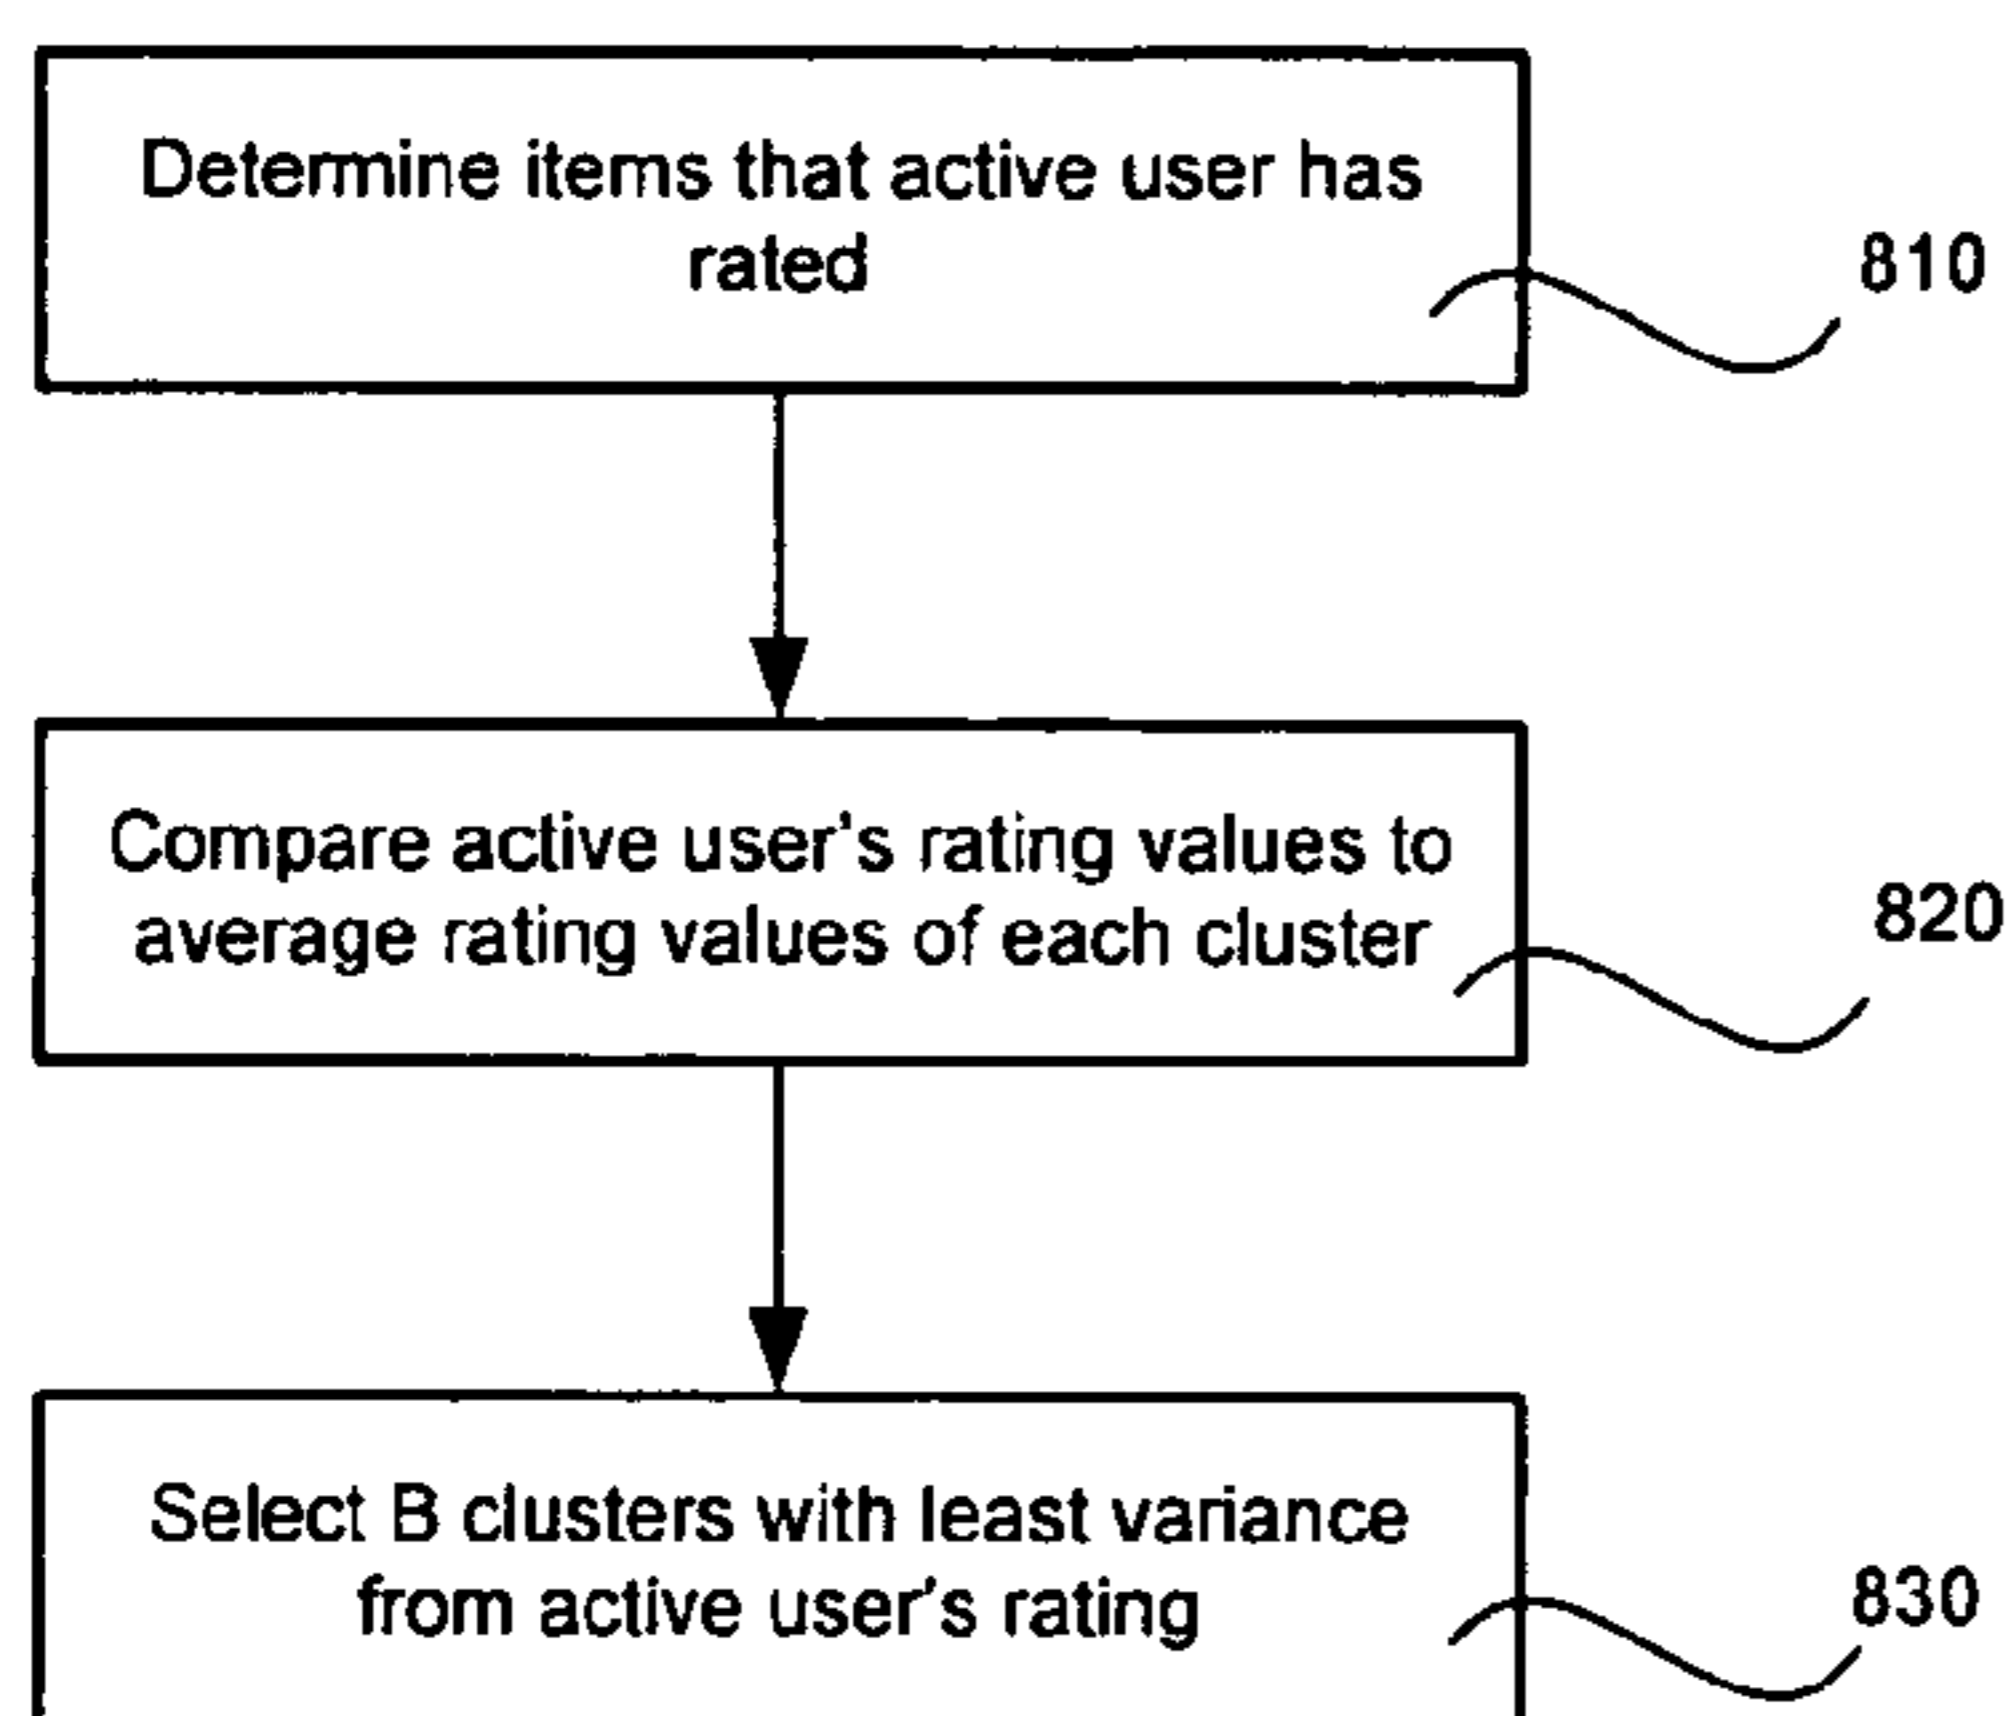 Determine items that active user has
rated
810
Compare active user's rating values to
average rating values of each cluster
820
Select B clusters with least variance
from active user's rating
830